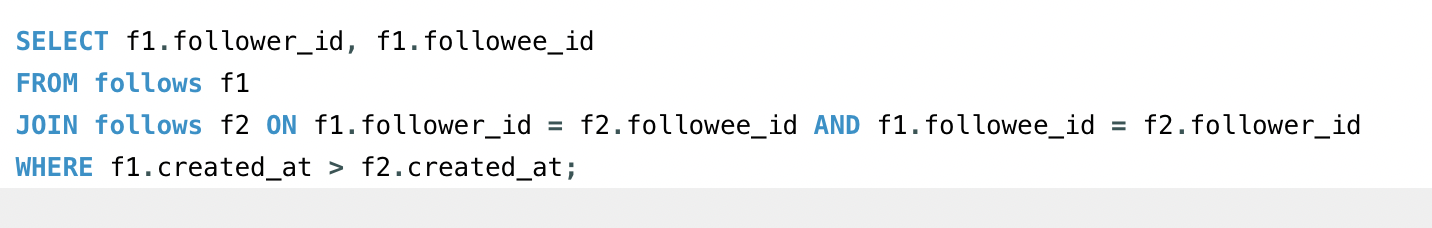 SELECT f1.follower_id, f1.followee_id
FROM follows f1
JOIN follows f2 ON f1.follower_id = f2.followee_id AND f1.followee_id = f2.follower_id
WHERE f1.created_at > f2.created_at;